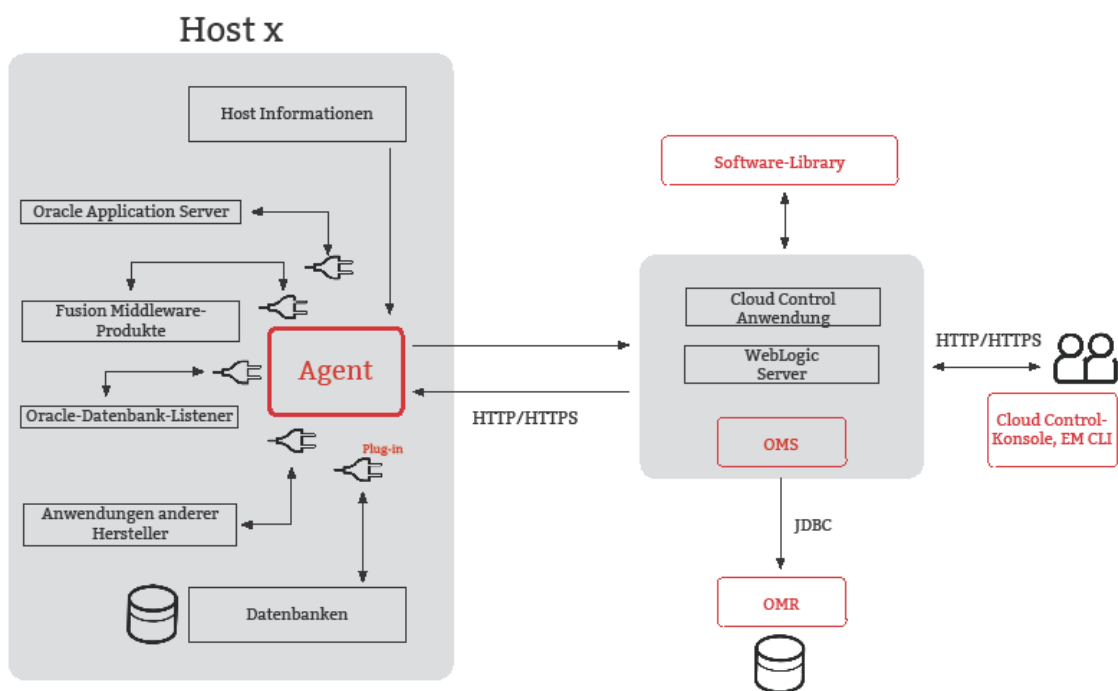 Host x
Host Informationen
Oracle Application Server
Fusion Middleware-
Produkte
Agent
Oracle-Datenbank-Listener
Plug-in
Anwendungen anderer
Hersteller
Datenbanken
HTTP/HTTPS
Software-Library
Cloud Control
Anwendung
WebLogic
Server
OMS
JDBC
OMR
HTTP/HTTPS
Cloud Control-
Konsole, EM CLI